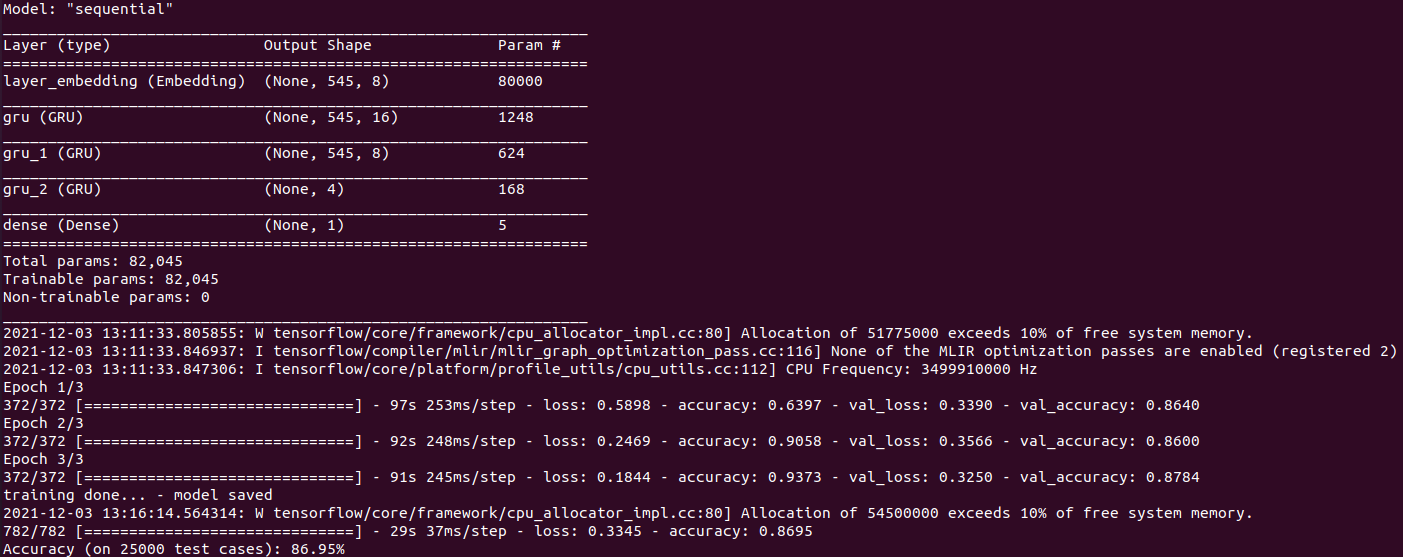 Model: "sequential"
_________________________________________________________________
Layer (type)                 Output Shape              Param #
=================================================================
layer_embedding (Embedding)  (None, 545, 8)            80000
_________________________________________________________________
gru (GRU)                    (None, 545, 16)           1248
_________________________________________________________________
gru_1 (GRU)                  (None, 545, 8)            624
_________________________________________________________________
gru_2 (GRU)                  (None, 4)                 168
_________________________________________________________________
dense (Dense)                (None, 1)                 5
=================================================================
Total params: 82,045
Trainable params: 82,045
Non-trainable params: 0
_________________________________________________________________
2021-12-03 13:11:33.805855: W tensorflow/core/framework/cpu_allocator_impl.cc:80] Allocation of 51775000 exceeds 10% of free system memory.
2021-12-03 13:11:33.846937: I tensorflow/compiler/mlir/mlir_graph_optimization_pass.cc:116] None of the MLIR optimization passes are enabled (registered 2)
2021-12-03 13:11:33.847306: I tensorflow/core/platform/profile_utils/cpu_utils.cc:112] CPU Frequency: 3499910000 Hz
Epoch 1/3
372/372 [==============================] - 97s 253ms/step - loss: 0.5898 - accuracy: 0.6397 - val_loss: 0.3390 - val_accuracy: 0.8640
Epoch 2/3
372/372 [==============================] - 92s 248ms/step - loss: 0.2469 - accuracy: 0.9058 - val_loss: 0.3566 - val_accuracy: 0.8600
Epoch 3/3
372/372 [==============================] - 91s 245ms/step - loss: 0.1844 - accuracy: 0.9373 - val_loss: 0.3250 - val_accuracy: 0.8784
training done... - model saved
2021-12-03 13:16:14.564314: W tensorflow/core/framework/cpu_allocator_impl.cc:80] Allocation of 54500000 exceeds 10% of free system memory.
782/782 [==============================] - 29s 37ms/step - loss: 0.3345 - accuracy: 0.8695
Accuracy (on 25000 test cases): 86.95%